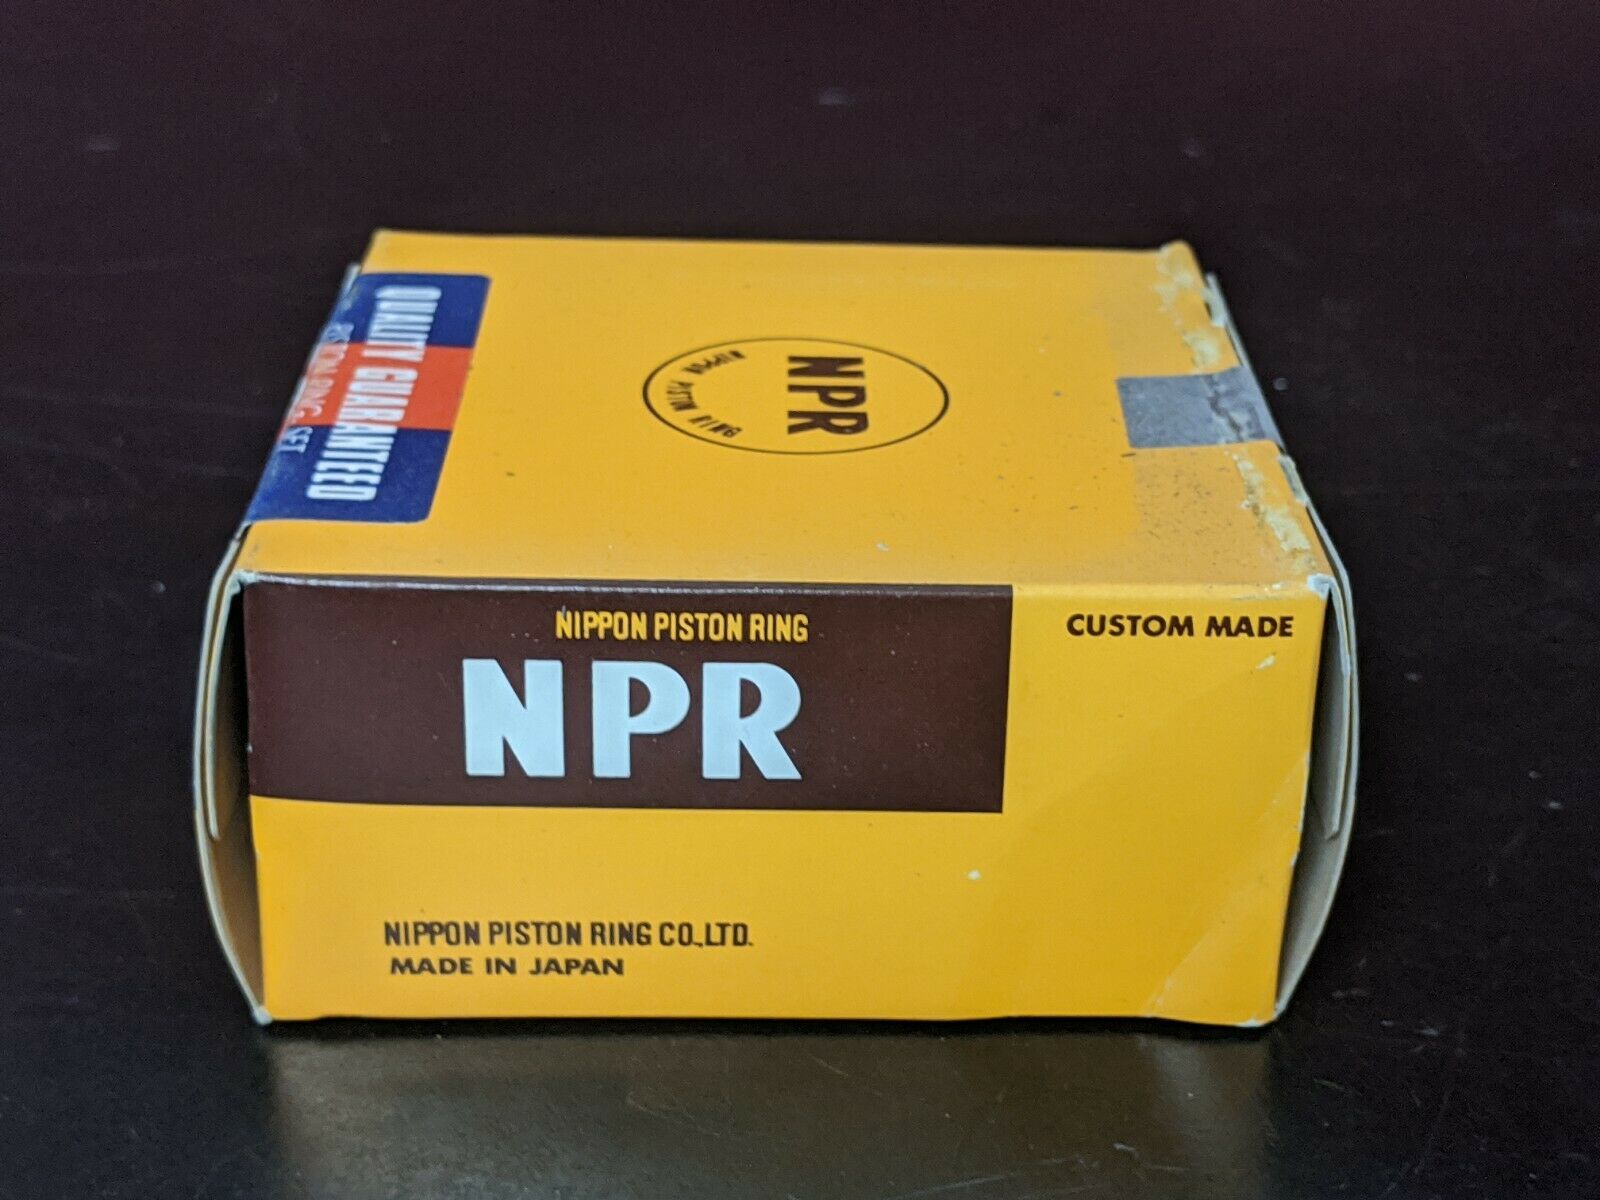 QUALITY GUARANTEED
PISTON RING SET
NPR
NIPPON PISTON RING
NIPPON PISTON RING
NPR
CUSTOM MADE
NIPPON PISTON RING CO.,LTD.
MADE IN JAPAN